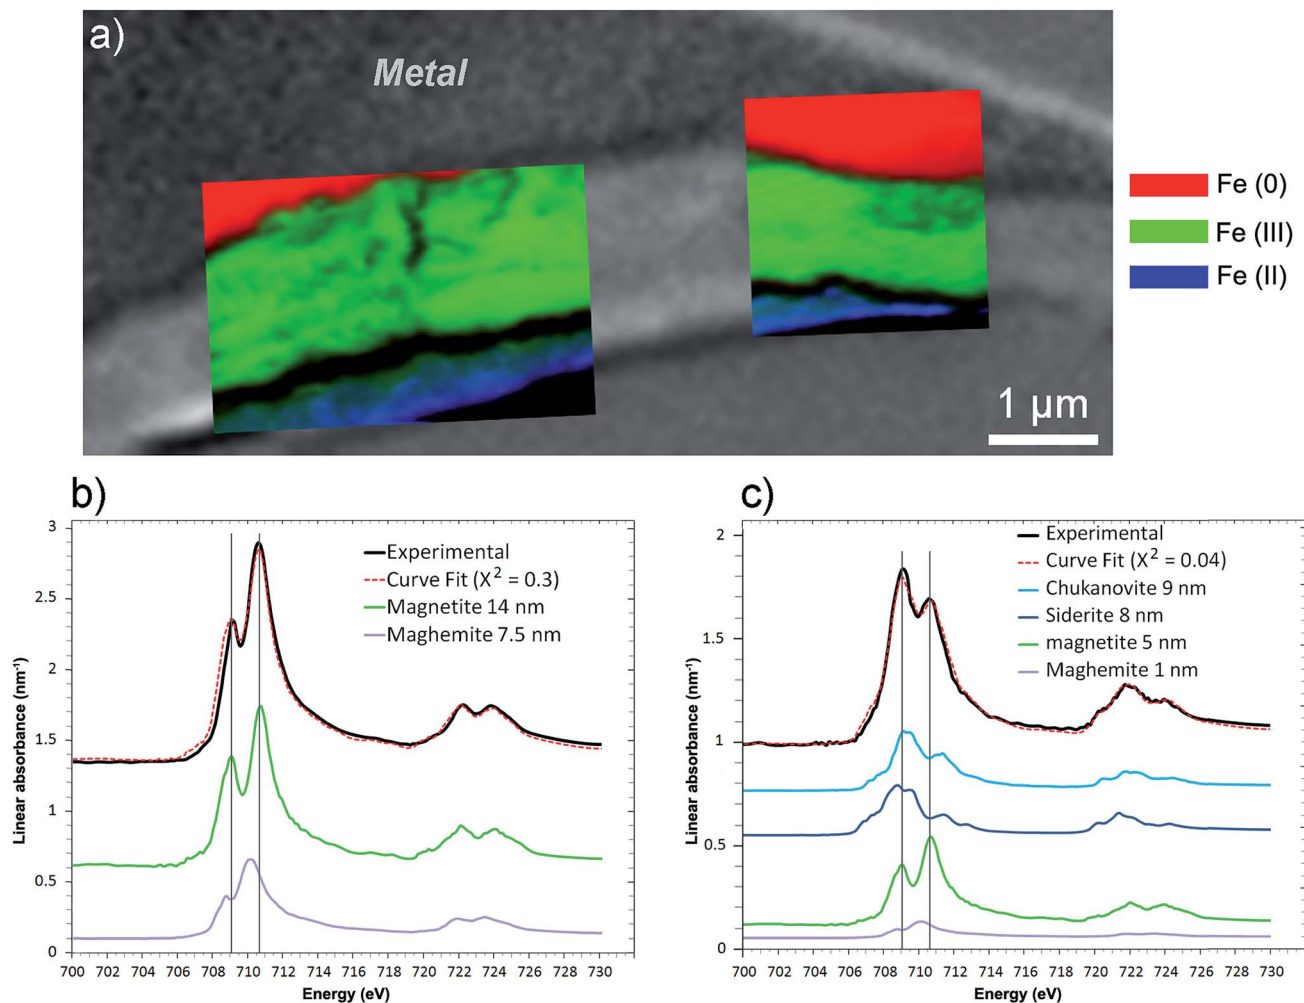 a)
Metal
Fe (0)
Fe (III)
Fe (II)
1 μm
b)
3
2.5
2
1.5
1
0.5
0
Linear absorbance (nm⁻¹)
Experimental
Curve Fit (X² = 0.3)
Magnetite 14 nm
Maghemite 7.5 nm
700 702 704 706 708 710 712 714 716 718 720 722 724 726 728 730
Energy (eV)
c)
2
1.5
1
0.5
0
Linear absorbance (nm⁻¹)
Experimental
Curve Fit (X² = 0.04)
Chukanovite 9 nm
Siderite 8 nm
magnetite 5 nm
Maghemite 1 nm
700 702 704 706 708 710 712 714 716 718 720 722 724 726 728 730
Energy (eV)